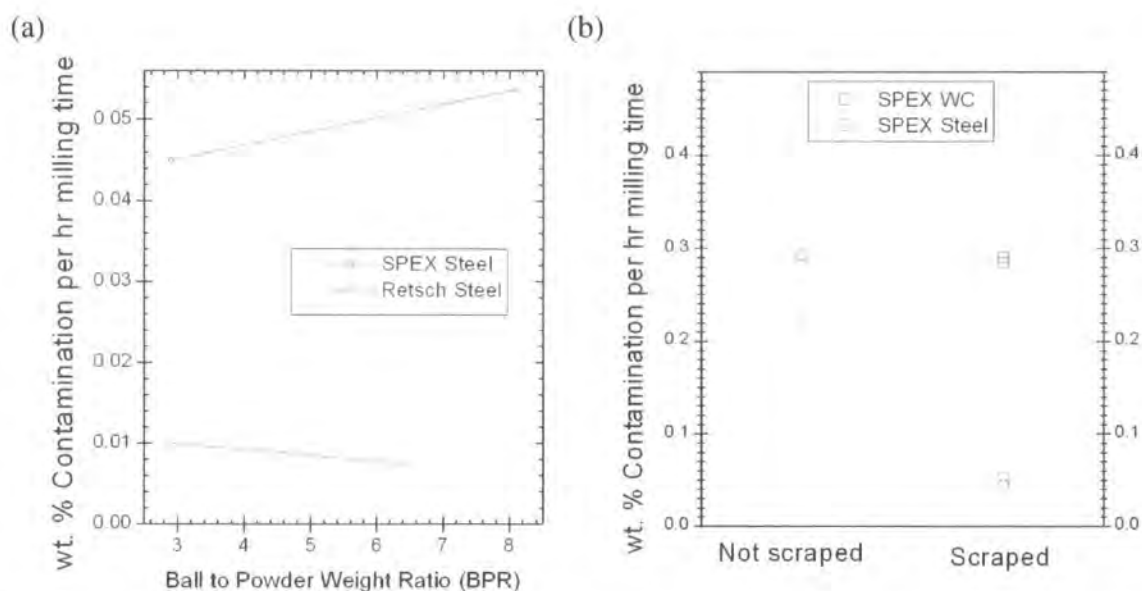 (a)
wt. % Contamination per hr milling time
0.05
0.04
0.03
0.02
0.01
0.00
SPEX Steel
Retsch Steel
3 4 5 6 7 8
Ball to Powder Weight Ratio (BPR)
(b)
wt. % Contamination per hr milling time
0.4
0.3
0.2
0.1
0.0
SPEX WC
SPEX Steel
0.4
0.3
0.2
0.1
0.0
Not scraped Scraped